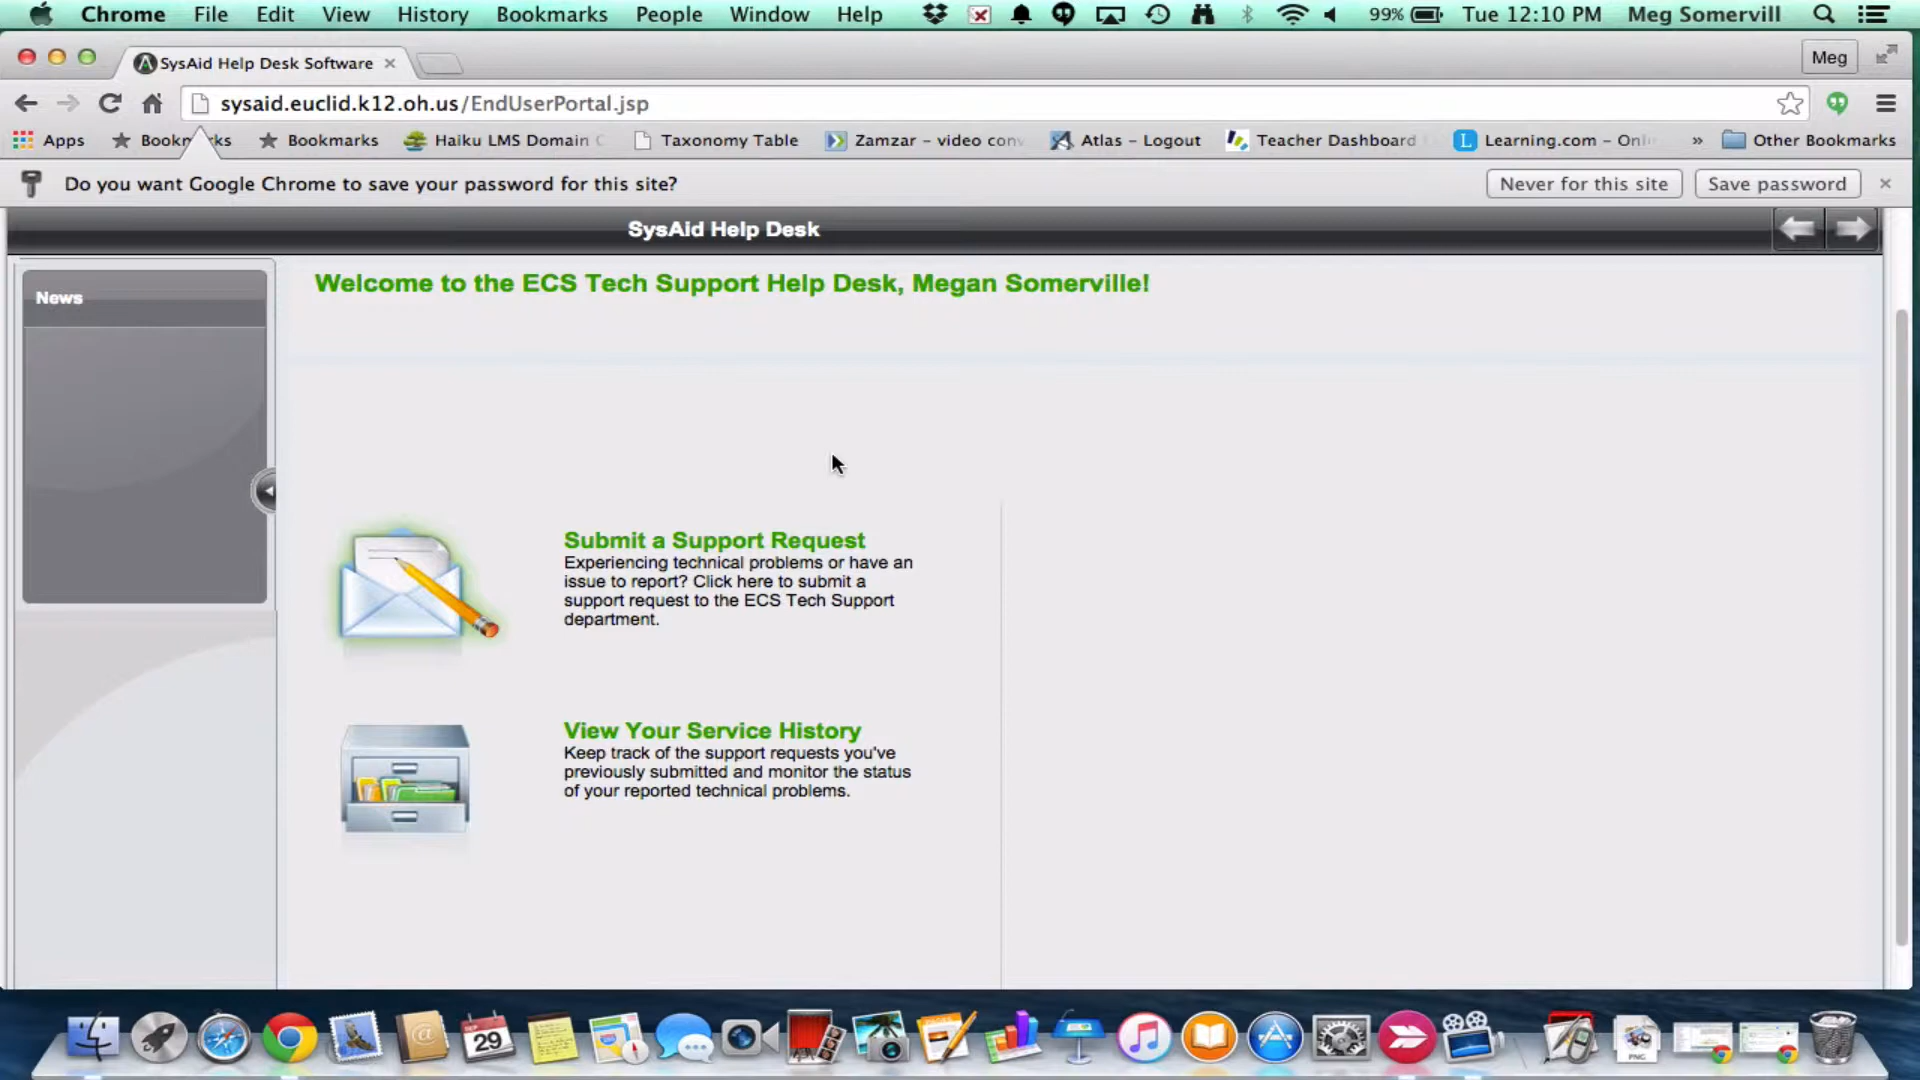 Chrome File Edit View History Bookmarks People Window Help 99% Tue 12:10 PM Meg Somervill
SysAid Help Desk Software Meg
sysaid.euclid.k12.oh.us/EndUserPortal.jsp
Apps Bookmarks Bookmarks Haiku LMS Domain Taxonomy Table Zamzar – video con Atlas – Logout Teacher Dashboard Learning.com – Onli » Other Bookmarks
Do you want Google Chrome to save your password for this site? Never for this site Save password
SysAid Help Desk
News
Welcome to the ECS Tech Support Help Desk, Megan Somerville!
Submit a Support Request
Experiencing technical problems or have an
issue to report? Click here to submit a
support request to the ECS Tech Support
department.
View Your Service History
Keep track of the support requests you've
previously submitted and monitor the status
of your reported technical problems.
SEP
29
PNG